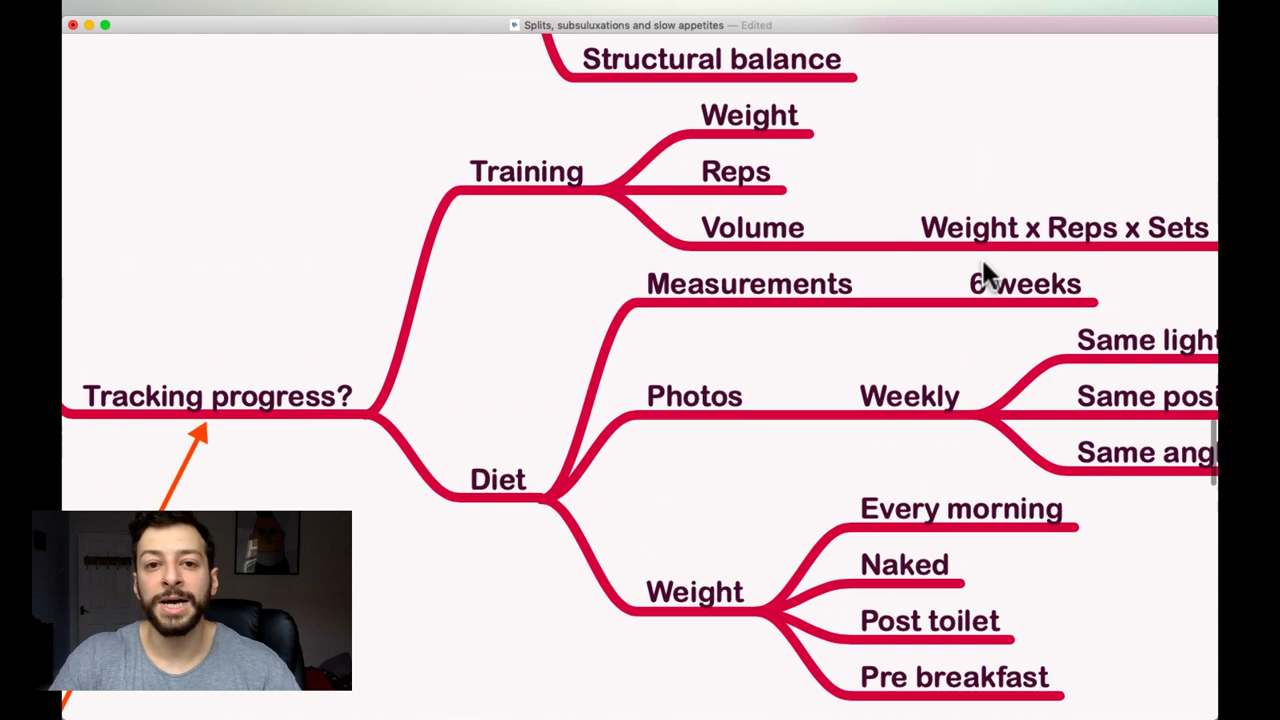 Splits, subsuluxations and slow appetites — Edited
Structural balance
Weight
Training
Reps
Volume
Weight x Reps x Sets
Measurements
6 weeks
Same light
Tracking progress?
Photos
Weekly
Same posi
Same ang
Diet
Every morning
Naked
Weight
Post toilet
Pre breakfast